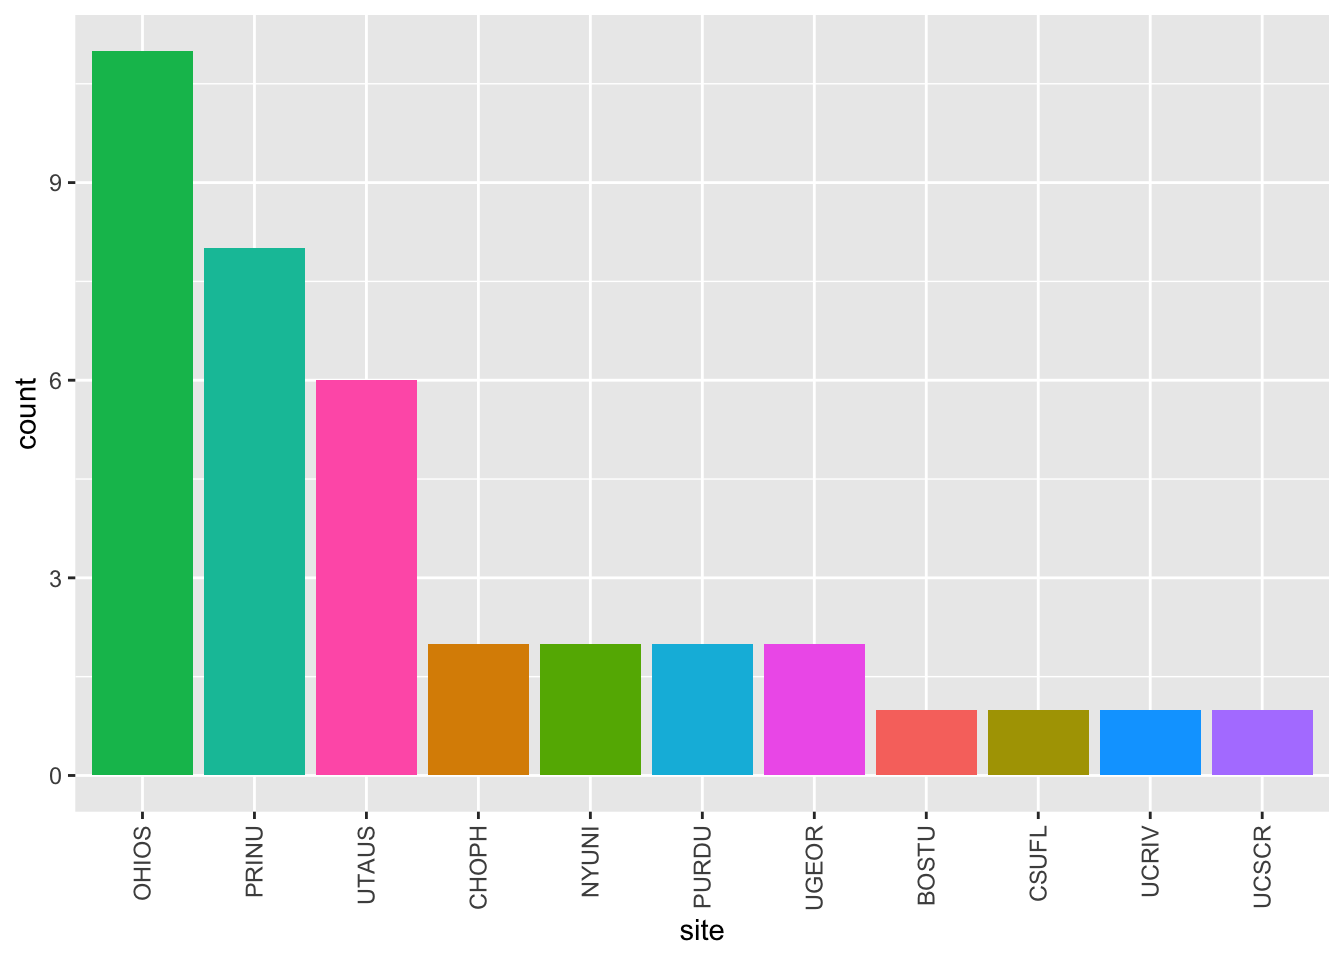 count
9
6
3
0
OHIOS
PRINU
UTAUS
CHOPH
NYUNI
PURDU
UGEOR
BOSTU
CSUFL
UCRIV
UCSCR
site